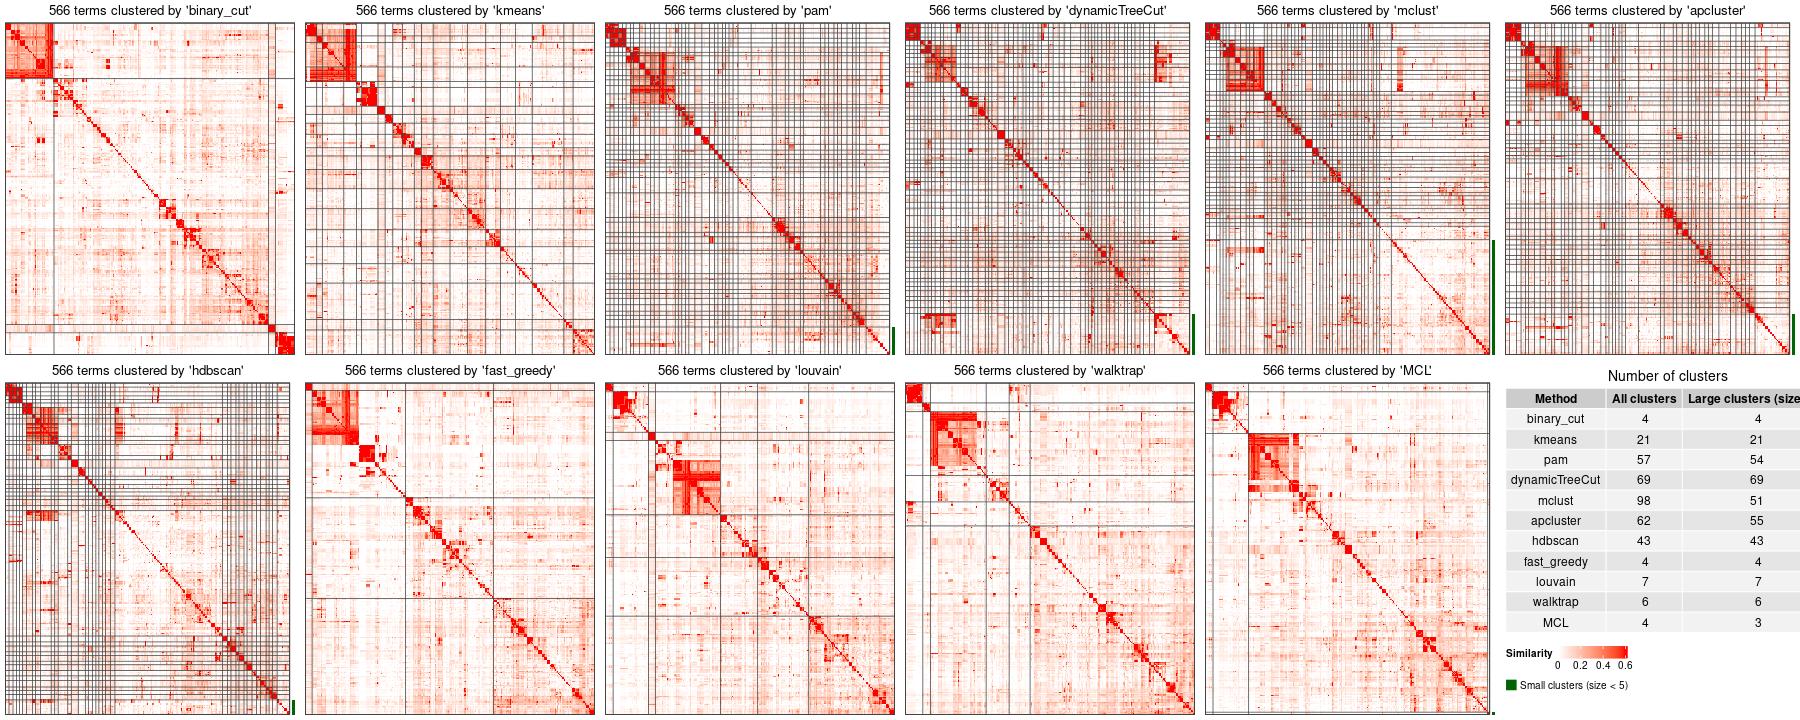 566 terms clustered by 'binary_cut'
566 terms clustered by 'kmeans'
566 terms clustered by 'pam'
566 terms clustered by 'dynamicTreeCut'
566 terms clustered by 'mclust'
566 terms clustered by 'apcluster'
566 terms clustered by 'hdbscan'
566 terms clustered by 'fast_greedy'
566 terms clustered by 'louvain'
566 terms clustered by 'walktrap'
566 terms clustered by 'MCL'
Number of clusters
Method All clusters Large clusters (size
binary_cut 4 4
kmeans 21 21
pam 57 54
dynamicTreeCut 69 69
mclust 98 51
apcluster 62 55
hdbscan 43 43
fast_greedy 4 4
louvain 7 7
walktrap 6 6
MCL 4 3
Similarity
0 0.2 0.4 0.6
Small clusters (size < 5)